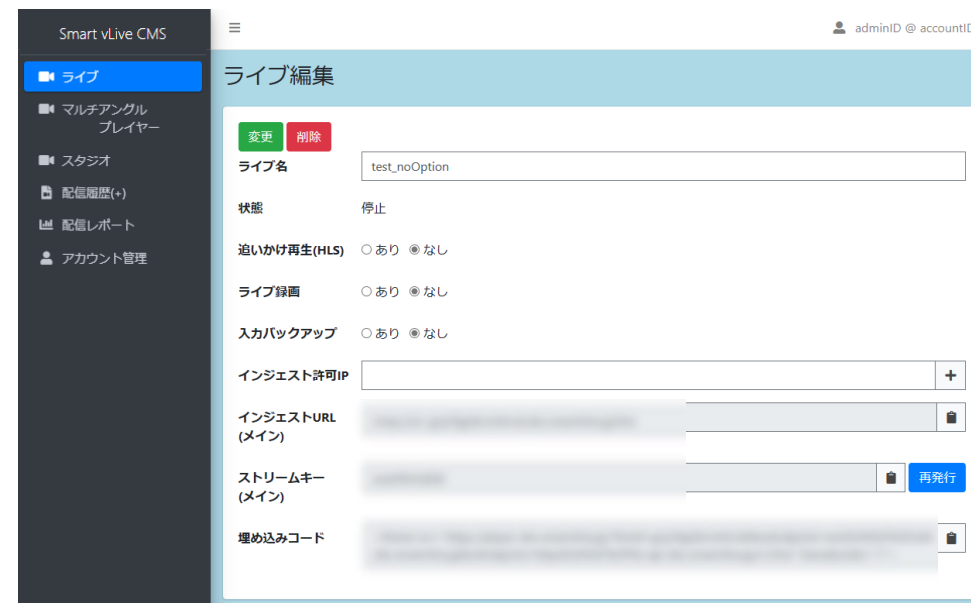 Smart vLive CMS
adminID @ accountID
ライブ
マルチアングル
プレイヤー
スタジオ
配信履歴(+)
配信レポート
アカウント管理
ライブ編集
変更 削除
ライブ名 test_noOption
状態 停止
追いかけ再生(HLS) あり なし
ライブ録画 あり なし
入力バックアップ あり なし
インジェスト許可IP
インジェストURL
(メイン)
ストリームキー
(メイン)
再発行
埋め込みコード